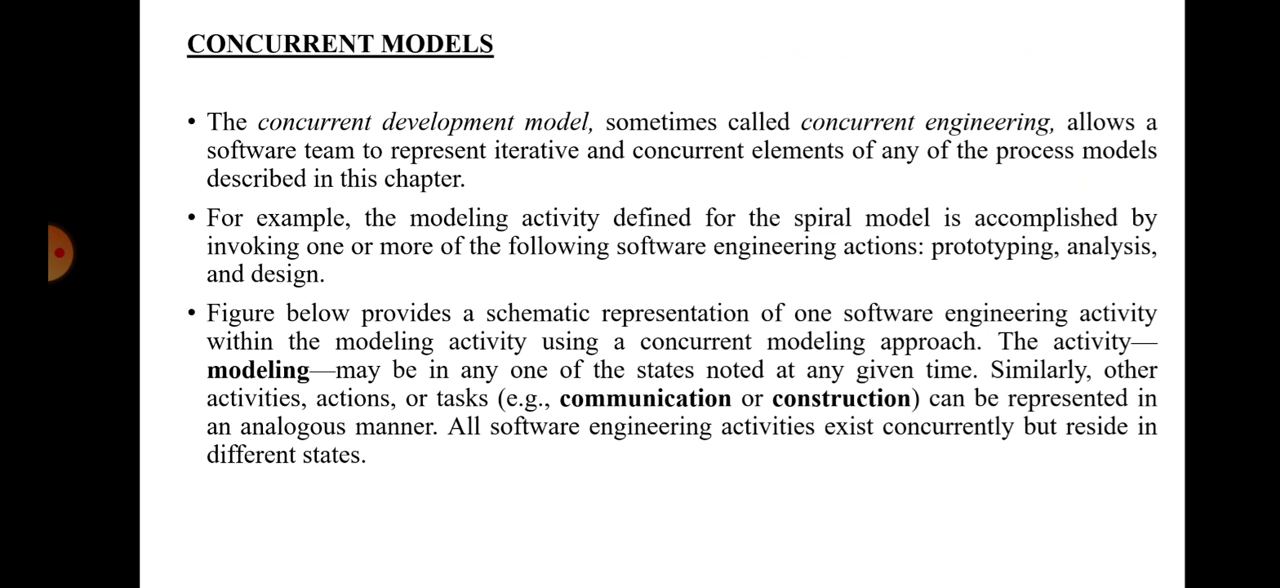 CONCURRENT MODELS
• The concurrent development model, sometimes called concurrent engineering, allows a
software team to represent iterative and concurrent elements of any of the process models
described in this chapter.
• For example, the modeling activity defined for the spiral model is accomplished by
invoking one or more of the following software engineering actions: prototyping, analysis,
and design.
• Figure below provides a schematic representation of one software engineering activity
within the modeling activity using a concurrent modeling approach. The activity—
modeling—may be in any one of the states noted at any given time. Similarly, other
activities, actions, or tasks (e.g., communication or construction) can be represented in
an analogous manner. All software engineering activities exist concurrently but reside in
different states.